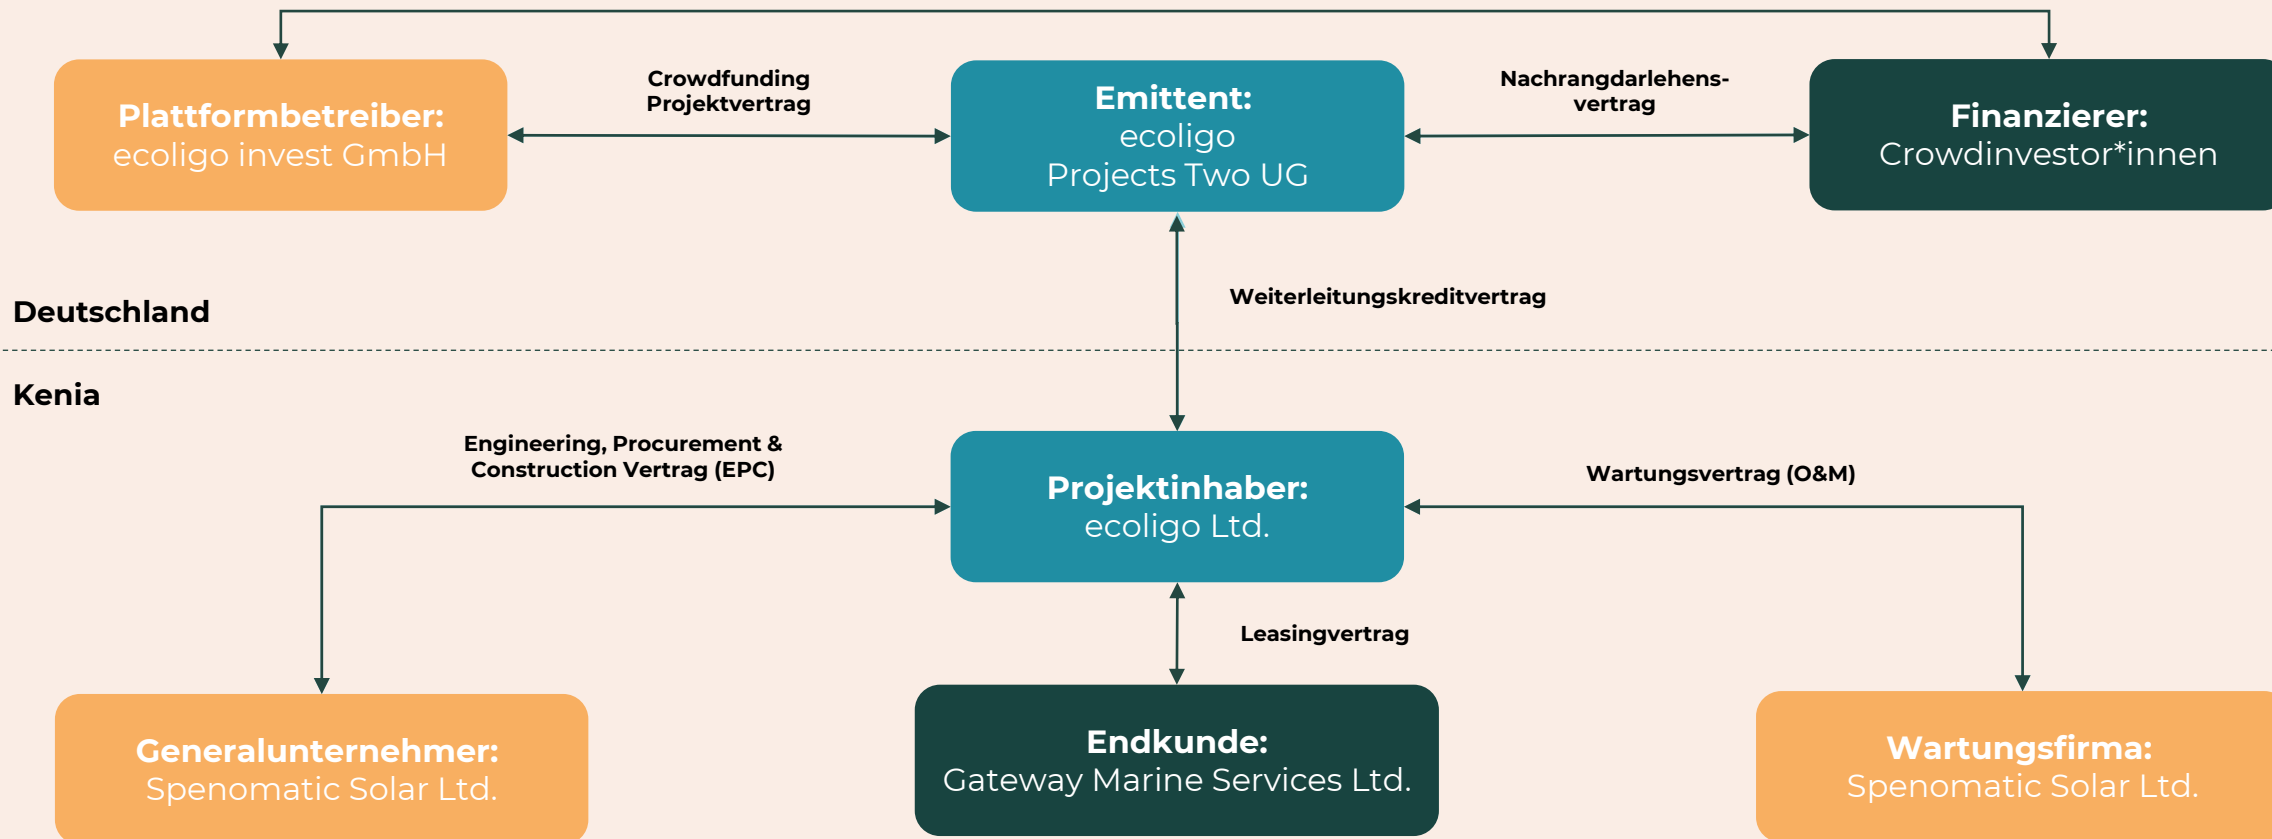 Crowdfunding
Projektvertrag
Nachrangdarlehens-
vertrag
Plattformbetreiber:
ecoligo invest GmbH
Emittent:
ecoligo
Projects Two UG
Finanzierer:
Crowdinvestor*innen
Weiterleitungskreditvertrag
Deutschland
Kenia
Engineering, Procurement &
Construction Vertrag (EPC)
Projektinhaber:
ecoligo Ltd.
Wartungsvertrag (O&M)
Leasingvertrag
Generalunternehmer:
Spenomatic Solar Ltd.
Endkunde:
Gateway Marine Services Ltd.
Wartungsfirma:
Spenomatic Solar Ltd.